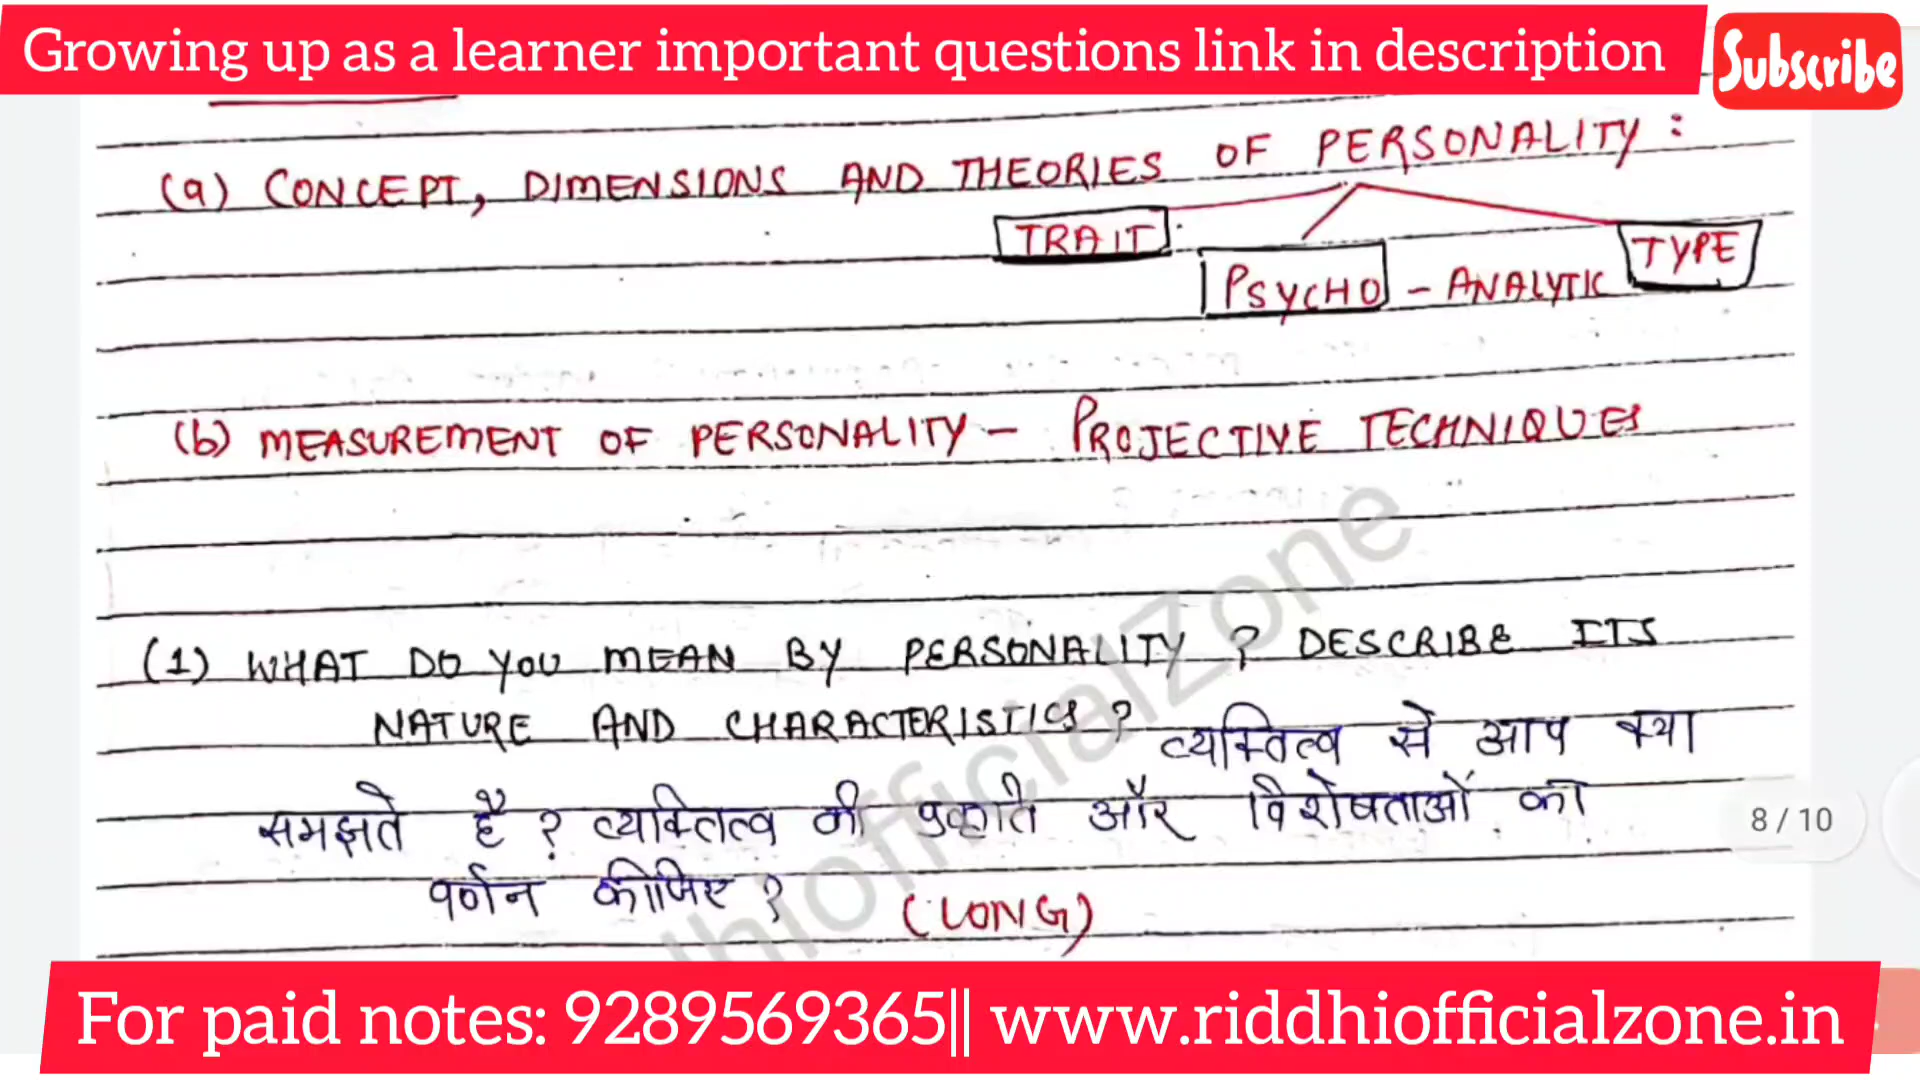 Growing up as a learner important questions link in description
Subscribe
(a) CONCEPT, DIMENSIONS AND THEORIES OF PERSONALITY :
TRAIT
TYPE
PSYCHO - ANALYTIC
(b) MEASUREMENT OF PERSONALITY - PROJECTIVE TECHNIQUES
(1) WHAT DO YOU MEAN BY PERSONALITY ? DESCRIBE ITS
NATURE AND CHARACTERISTICS ? व्यक्तित्व से आप क्या
समझते है ? व्यक्तित्व की प्रकृति और विशेषताओं का
वर्णन कीजिए ? (LONG)
hiofficialZone
8 / 10
For paid notes: 9289569365|| www.riddhiofficialzone.in